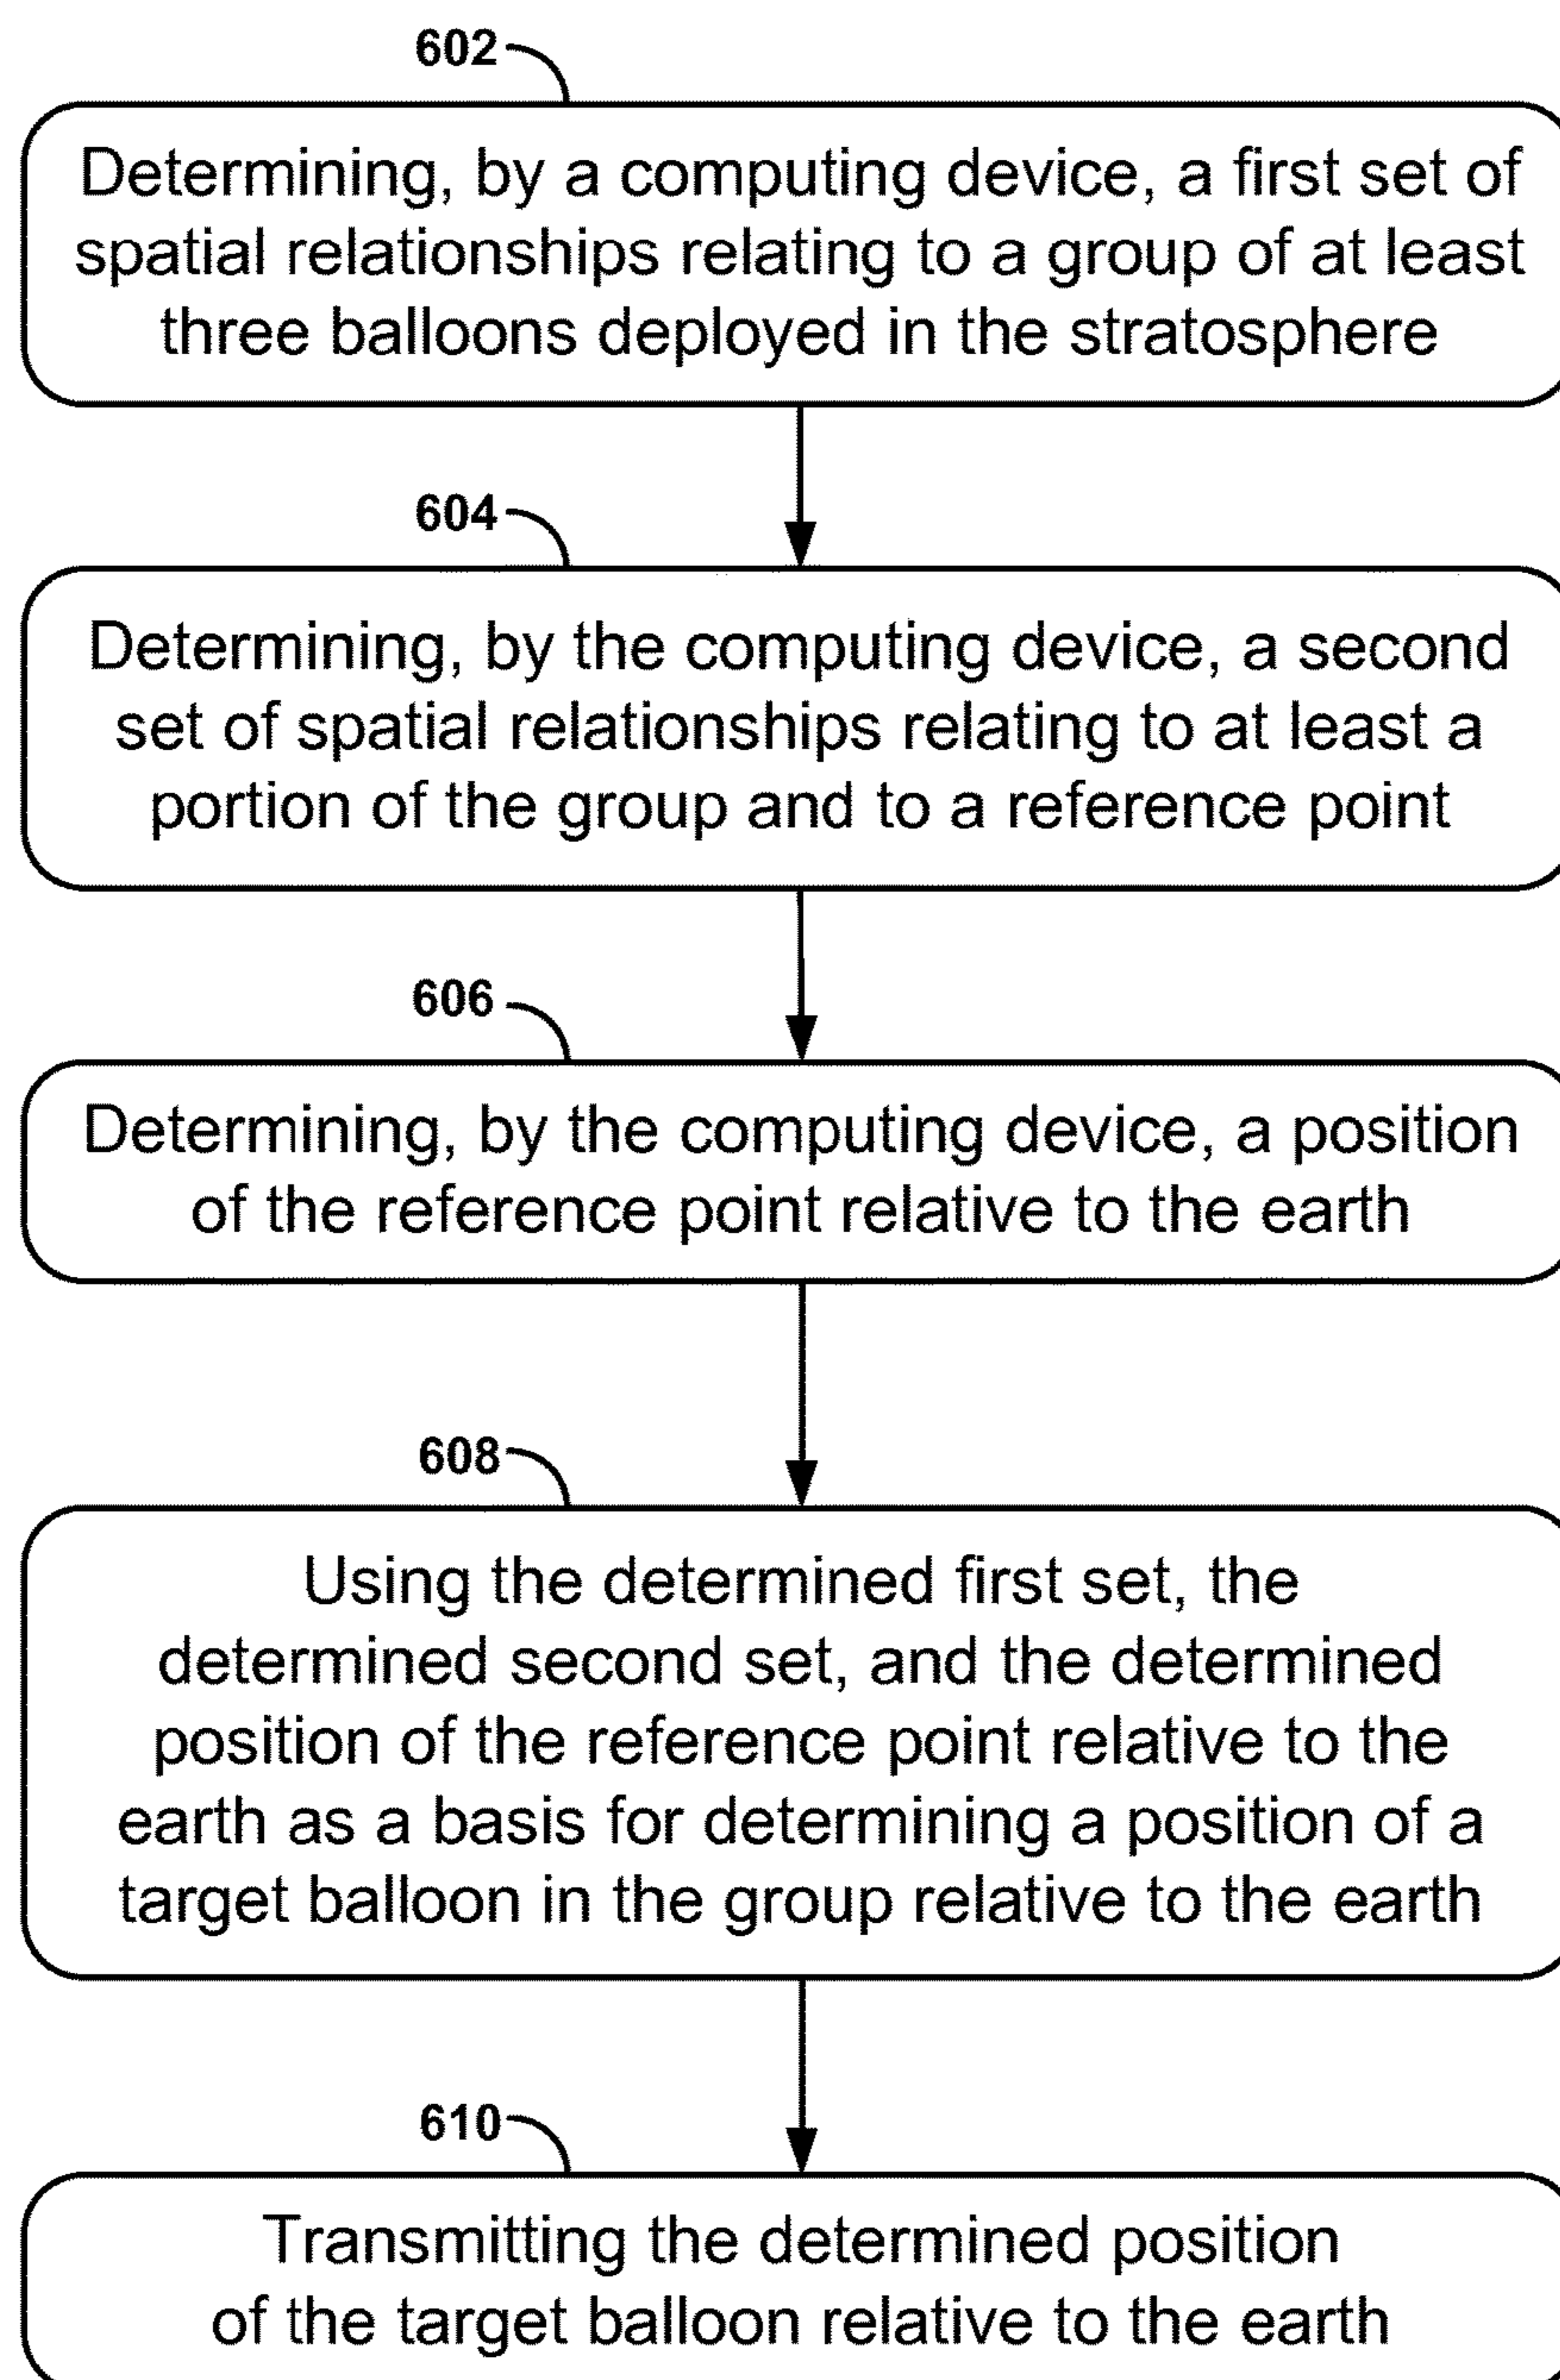 602
Determining, by a computing device, a first set of
spatial relationships relating to a group of at least
three balloons deployed in the stratosphere
604
Determining, by the computing device, a second
set of spatial relationships relating to at least a
portion of the group and to a reference point
606
Determining, by the computing device, a position
of the reference point relative to the earth
608
Using the determined first set, the
determined second set, and the determined
position of the reference point relative to the
earth as a basis for determining a position of a
target balloon in the group relative to the earth
610
Transmitting the determined position
of the target balloon relative to the earth